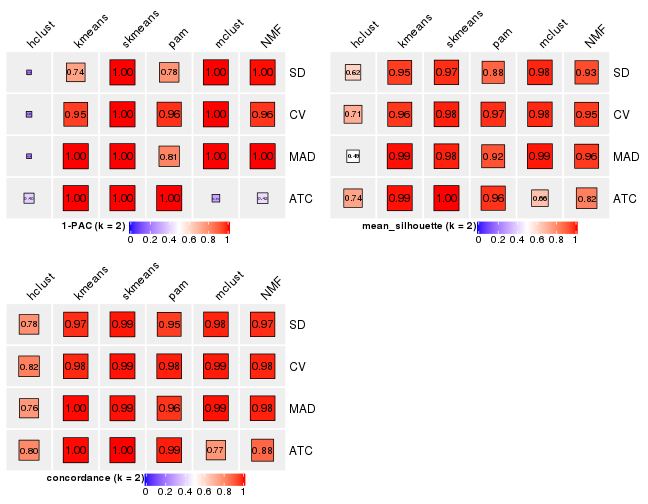 hclust kmeans skmeans pam mclust NMF
0.74 1.00 0.78 1.00 1.00 SD
0.95 1.00 0.96 1.00 0.96 CV
1.00 1.00 0.81 1.00 1.00 MAD
1.00 1.00 1.00 ATC
1-PAC (k = 2)
0 0.2 0.4 0.6 0.8 1
hclust kmeans skmeans pam mclust NMF
0.62 0.95 0.97 0.88 0.98 0.93 SD
0.71 0.96 0.98 0.97 0.98 0.95 CV
0.49 0.99 0.98 0.92 0.99 0.96 MAD
0.74 0.99 1.00 0.96 0.66 0.82 ATC
mean_silhouette (k = 2)
0 0.2 0.4 0.6 0.8 1
hclust kmeans skmeans pam mclust NMF
0.78 0.97 0.99 0.95 0.98 0.97 SD
0.82 0.98 0.99 0.99 0.99 0.98 CV
0.76 1.00 0.99 0.96 0.99 0.98 MAD
0.80 1.00 1.00 0.99 0.77 0.88 ATC
concordance (k = 2)
0 0.2 0.4 0.6 0.8 1